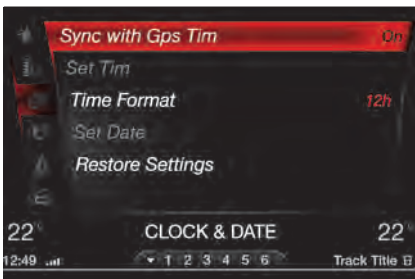 Sync with Gps Tim On
Set Tim
Time Format 12h
Set Date
Restore Settings
22° CLOCK & DATE 22°
12:49 1 2 3 4 5 6 Track Title